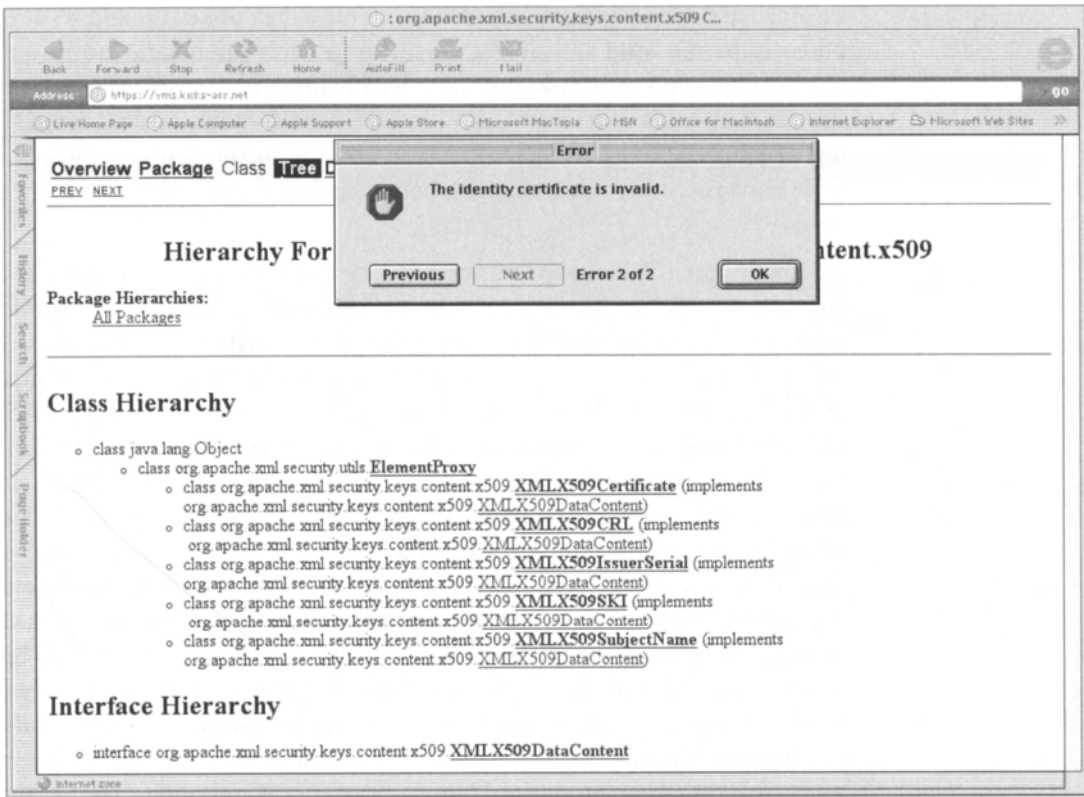 : org.apache.xml.security.keys.content.x509 C...
Back Forward Stop Refresh Home AutoFill Print Mail
Address: https://vms.kicks-ass.net go
Live Home Page Apple Computer Apple Support Apple Store Microsoft MacTopia MSN Office for Macintosh Internet Explorer Microsoft Web Sites
Favorites
History
Search
Scrapbook
Page Holder
Overview Package Class Tree D
PREV NEXT
Error
The identity certificate is invalid.
Previous Next Error 2 of 2 OK
Hierarchy For ntent.x509
Package Hierarchies:
All Packages
Class Hierarchy
class java.lang.Object
class org.apache.xml.security.utils.ElementProxy
class org.apache.xml.security.keys.content.x509.XMLX509Certificate (implements
org.apache.xml.security.keys.content.x509.XMLX509DataContent)
class org.apache.xml.security.keys.content.x509.XMLX509CRL (implements
org.apache.xml.security.keys.content.x509.XMLX509DataContent)
class org.apache.xml.security.keys.content.x509.XMLX509IssuerSerial (implements
org.apache.xml.security.keys.content.x509.XMLX509DataContent)
class org.apache.xml.security.keys.content.x509.XMLX509SKI (implements
org.apache.xml.security.keys.content.x509.XMLX509DataContent)
class org.apache.xml.security.keys.content.x509.XMLX509SubjectName (implements
org.apache.xml.security.keys.content.x509.XMLX509DataContent)
Interface Hierarchy
interface org.apache.xml.security.keys.content.x509.XMLX509DataContent
Internet zone